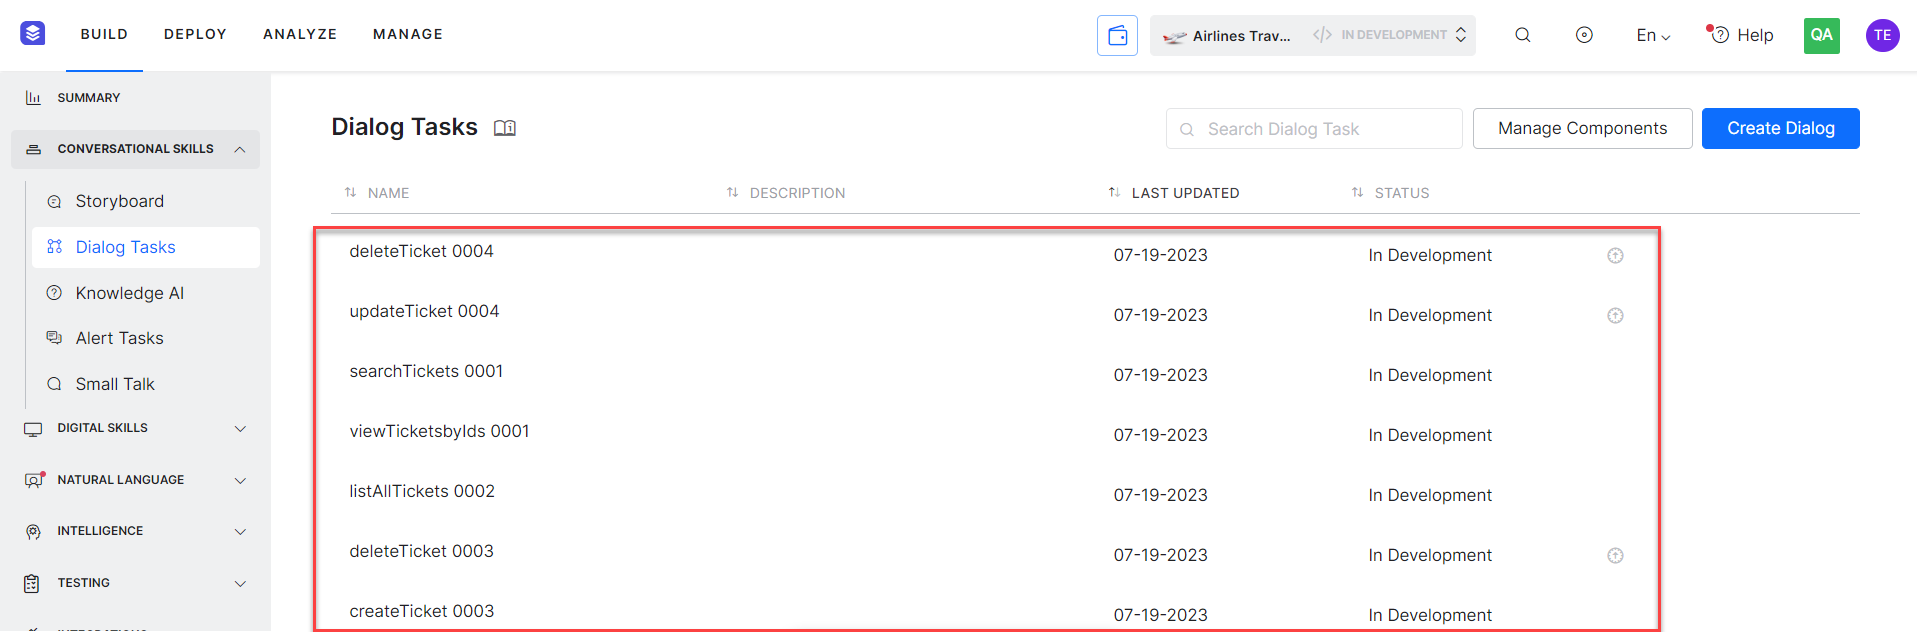 BUILD DEPLOY ANALYZE MANAGE Airlines Trav... </> IN DEVELOPMENT En Help QA TE
SUMMARY
CONVERSATIONAL SKILLS
Storyboard
Dialog Tasks
Knowledge AI
Alert Tasks
Small Talk
DIGITAL SKILLS
NATURAL LANGUAGE
INTELLIGENCE
TESTING
Dialog Tasks Search Dialog Task Manage Components Create Dialog
NAME DESCRIPTION LAST UPDATED STATUS
deleteTicket 0004 07-19-2023 In Development
updateTicket 0004 07-19-2023 In Development
searchTickets 0001 07-19-2023 In Development
viewTicketsbyIds 0001 07-19-2023 In Development
listAllTickets 0002 07-19-2023 In Development
deleteTicket 0003 07-19-2023 In Development
createTicket 0003 07-19-2023 In Development